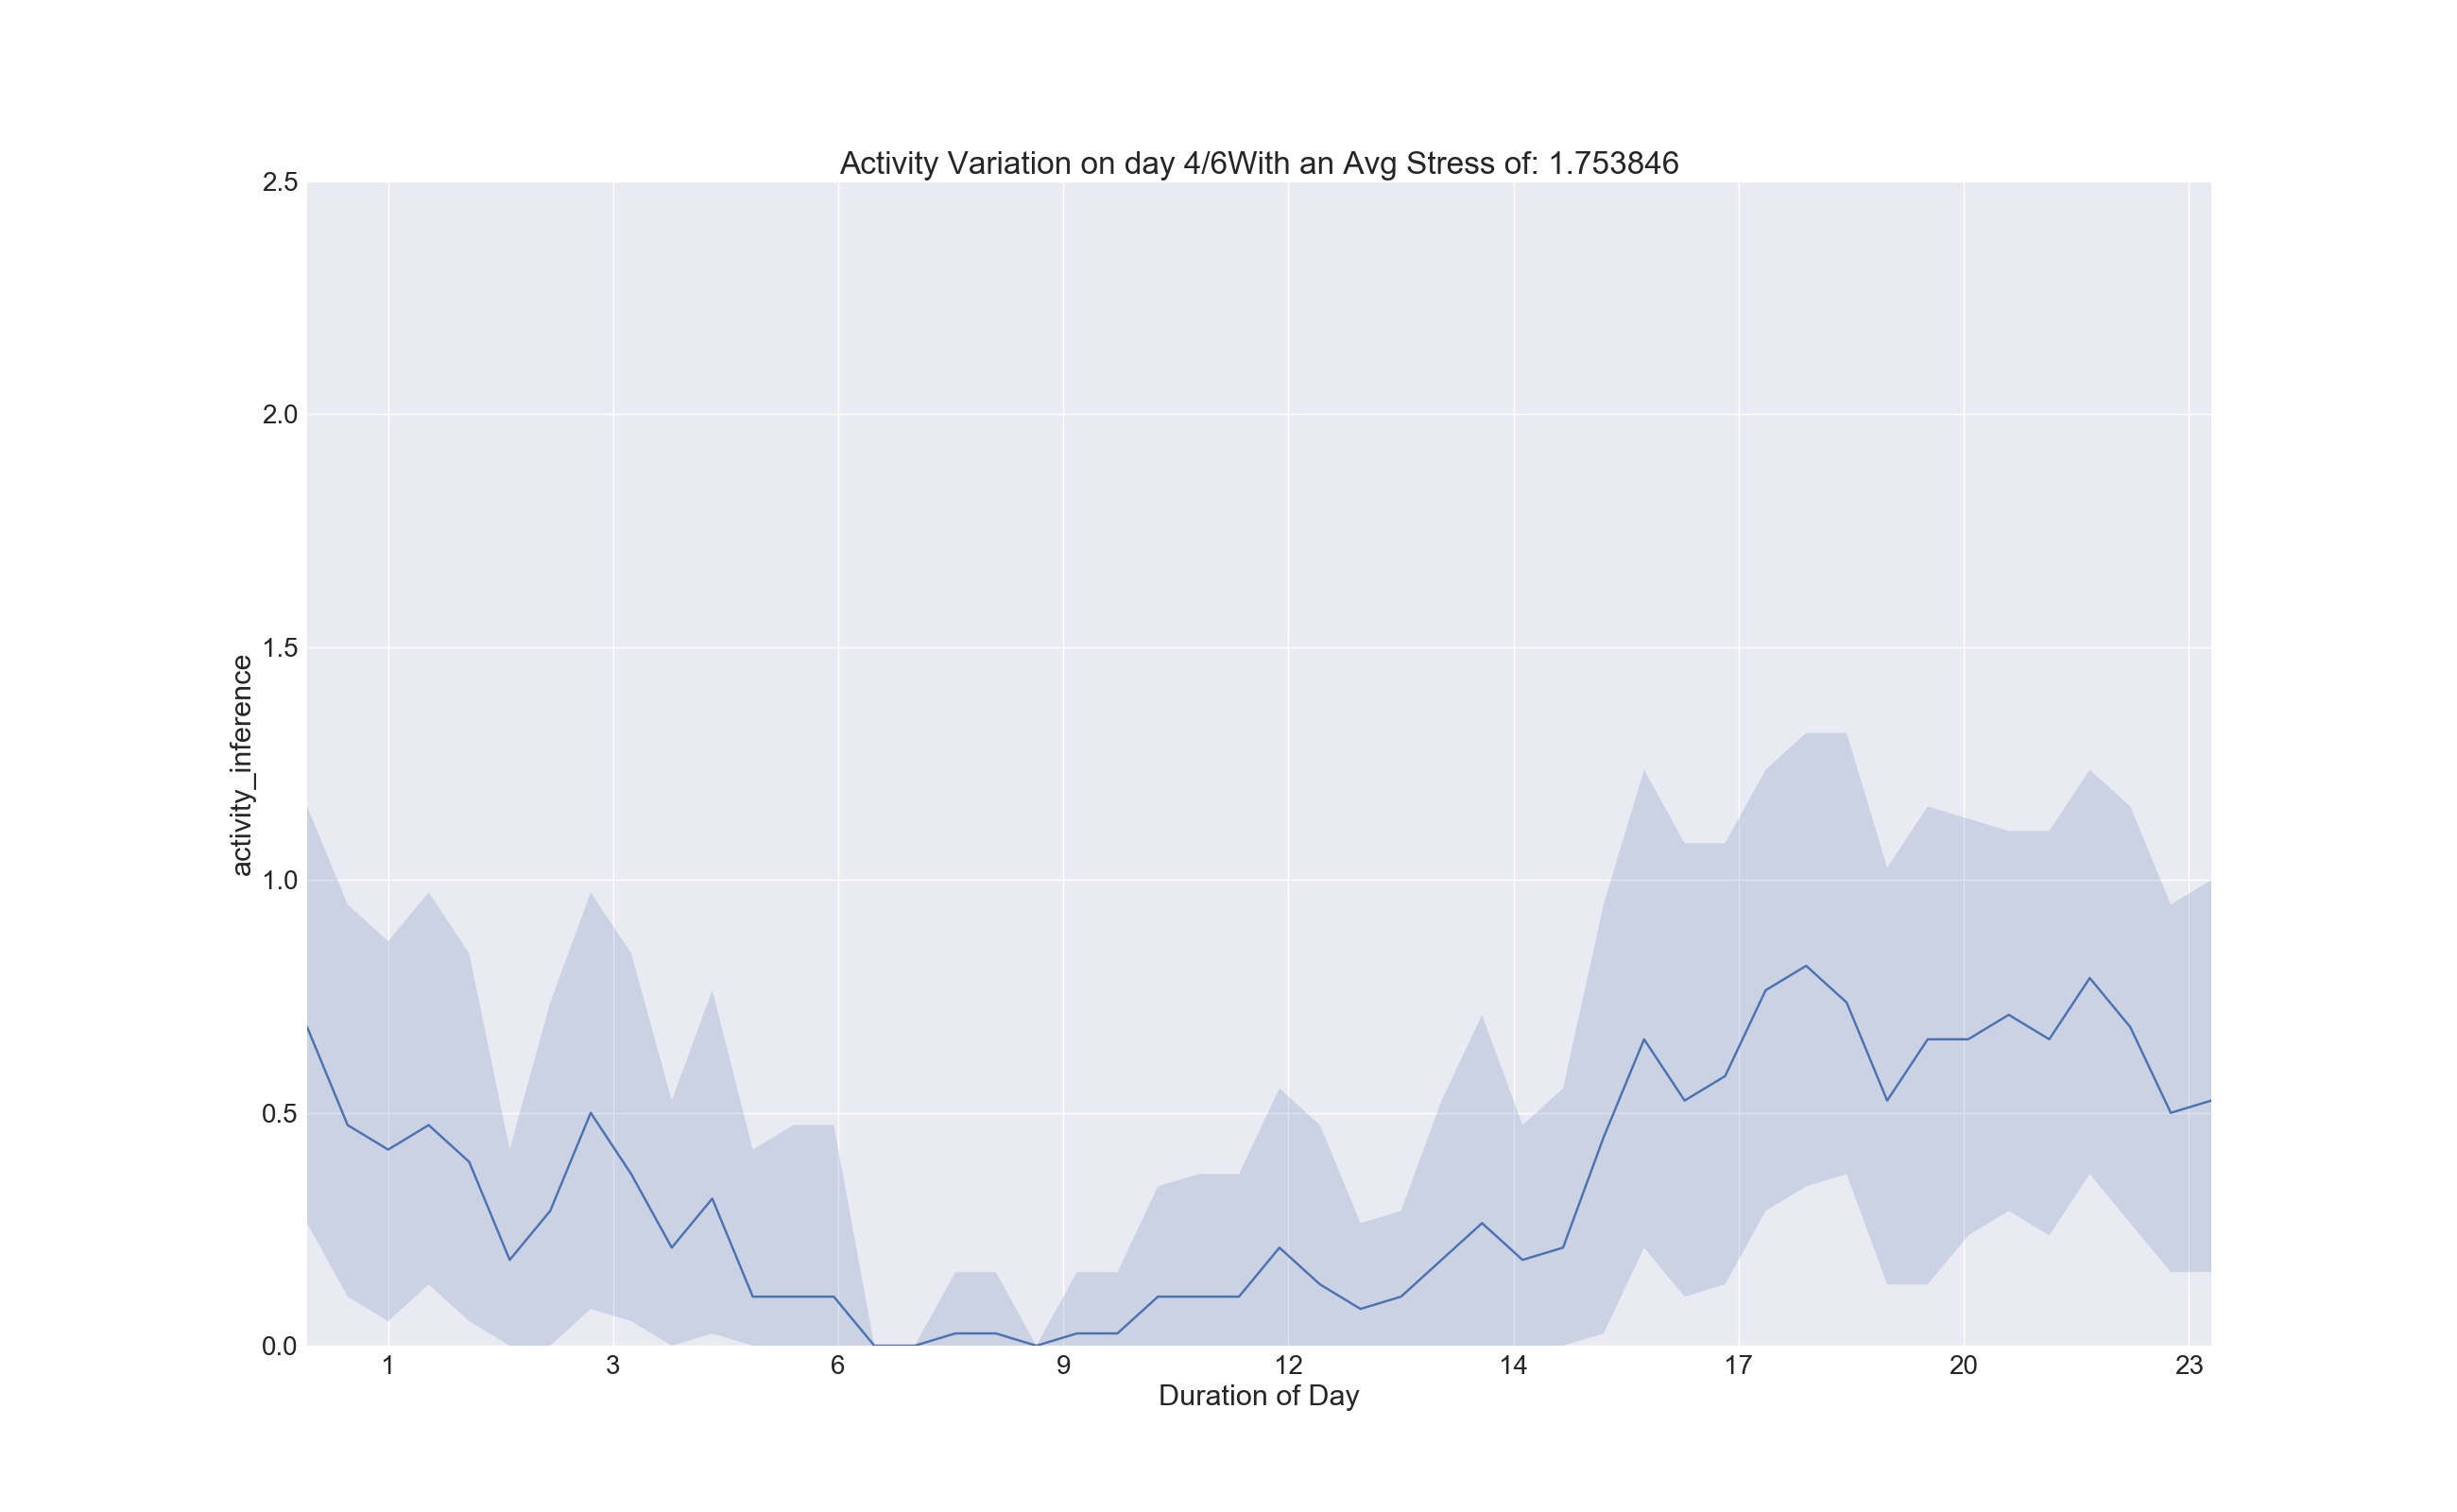 Activity Variation on day 4/6With an Avg Stress of: 1.753846
2.5
2.0
1.5
1.0
0.5
0.0
activity_inference
1 3 6 9 12 14 17 20 23
Duration of Day